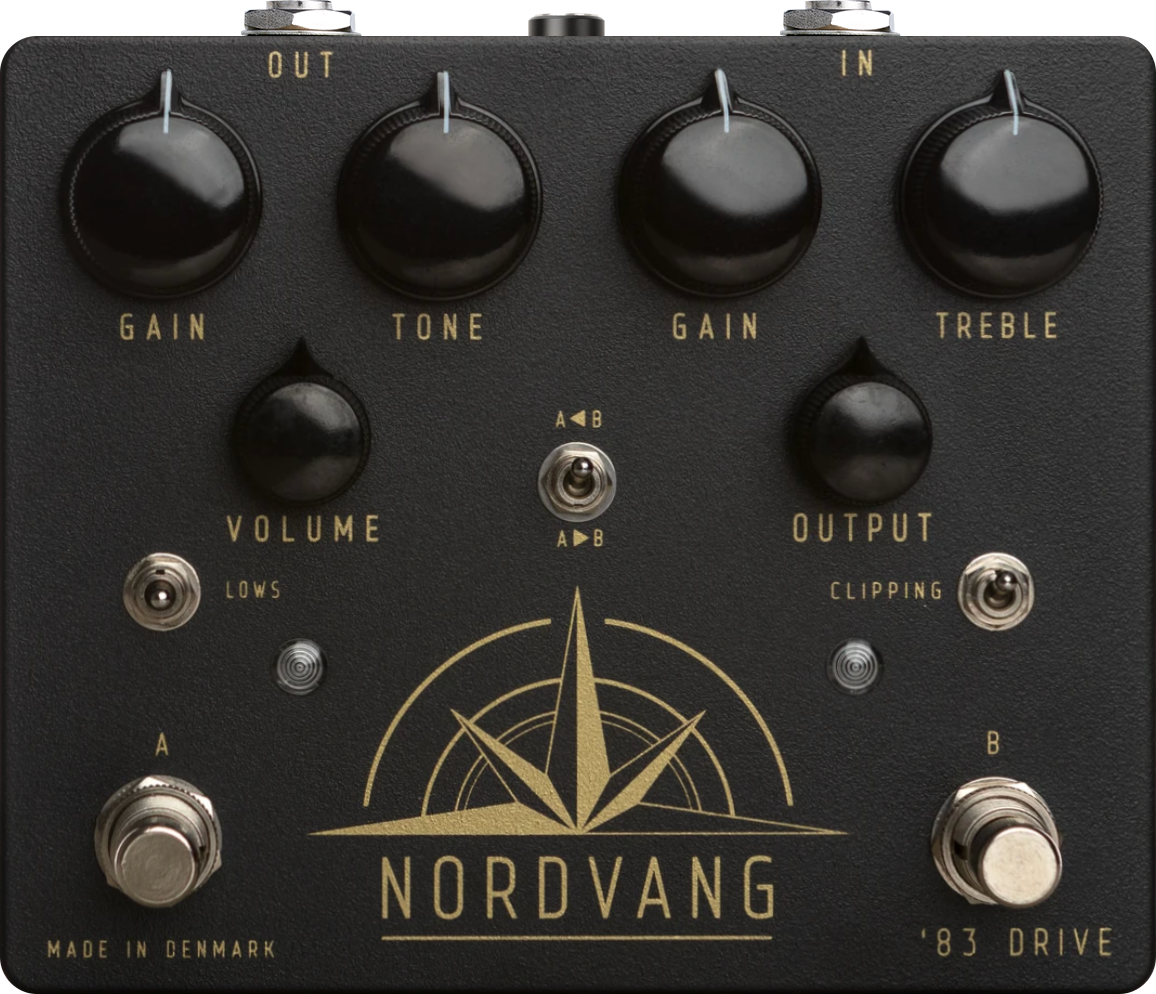 OUT IN
GAIN TONE GAIN TREBLE
A◀B
VOLUME OUTPUT
A▶B
LOWS CLIPPING
A B
NORDVANG
MADE IN DENMARK '83 DRIVE